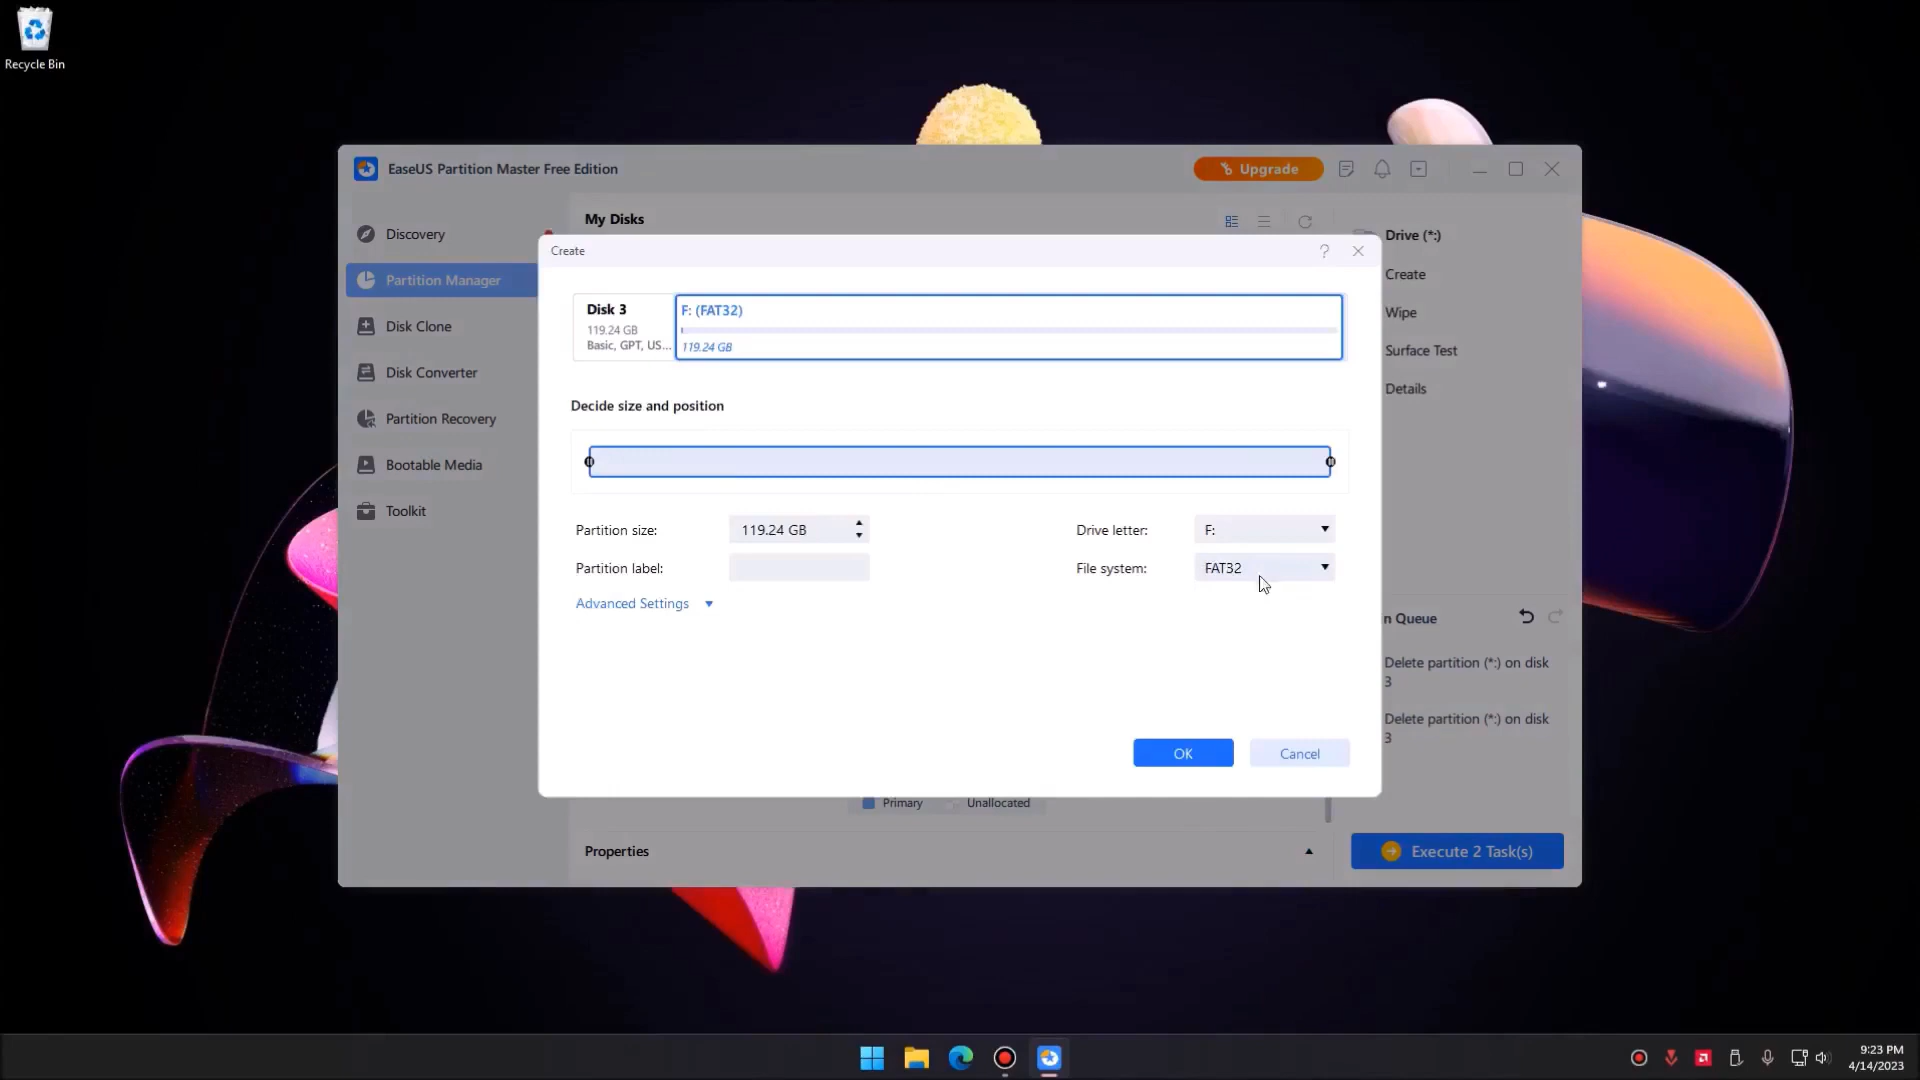 Recycle Bin
EaseUS Partition Master Free Edition
Upgrade
Discovery
Partition Manager
Disk Clone
Disk Converter
Partition Recovery
Bootable Media
Toolkit
My Disks
Create
?
Disk 3
119.24 GB
Basic, GPT, US...
F: (FAT32)
119.24 GB
Decide size and position
Partition size:
119.24 GB
Drive letter:
F:
Partition label:
File system:
FAT32
Advanced Settings
OK
Cancel
Primary
Unallocated
Properties
Drive (*:)
Create
Wipe
Surface Test
Details
n Queue
Delete partition (*:) on disk
3
Delete partition (*:) on disk
3
Execute 2 Task(s)
9:23 PM
4/14/2023